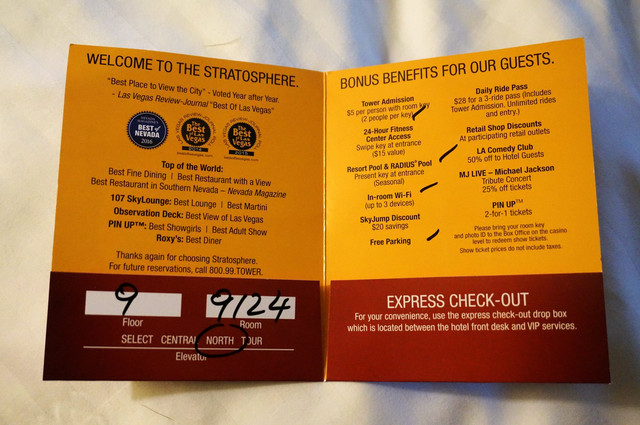 WELCOME TO THE STRATOSPHERE.
"Best Place to View the City" - Voted Year after Year.
- Las Vegas Review-Journal "Best Of Las Vegas"
BEST of
NEVADA
2016
The
Best
of Las
Vegas
The
Best
of Las
Vegas
Top of the World:
Best Fine Dining | Best Restaurant with a View
Best Restaurant in Southern Nevada – Nevada Magazine
107 SkyLounge: Best Lounge | Best Martini
Observation Deck: Best View of Las Vegas
PIN UP™: Best Showgirls | Best Adult Show
Roxy's: Best Diner
Thanks again for choosing Stratosphere.
For future reservations, call 800.99.TOWER.
9 9124
Floor Room
SELECT CENTRAL NORTH TOUR
Elevator
BONUS BENEFITS FOR OUR GUESTS.
Tower Admission
$5 per person with room key
(2 people per key)
24-Hour Fitness
Center Access
Swipe key at entrance
($15 value)
Resort Pool & RADIUS® Pool
Present key at entrance
(Seasonal)
In-room Wi-Fi
(up to 3 devices)
SkyJump Discount
$20 savings
Free Parking
Daily Ride Pass
$28 for a 3-ride pass (Includes
Tower Admission. Unlimited rides
and entry.)
Retail Shop Discounts
At participating retail outlets
LA Comedy Club
50% off to Hotel Guests
MJ LIVE – Michael Jackson
Tribute Concert
25% off tickets
PIN UP™
2-for-1 tickets
Please bring your room key
and photo ID to the Box Office on the casino
level to redeem show tickets.
Show ticket prices do not include taxes.
EXPRESS CHECK-OUT
For your convenience, use the express check-out drop box
which is located between the hotel front desk and VIP services.